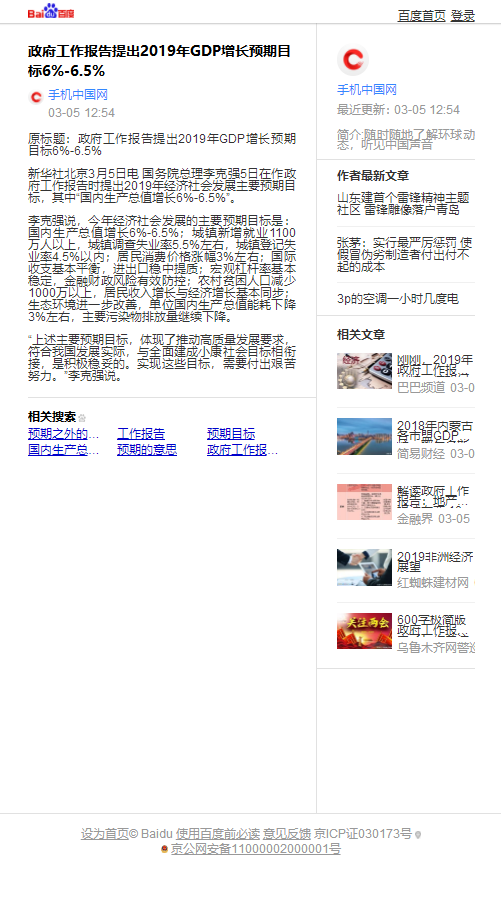 Bai 百度
百度首页 登录
政府工作报告提出2019年GDP增长预期目
标6%-6.5%
手机中国网
03-05 12:54
原标题：政府工作报告提出2019年GDP增长预期
目标6%-6.5%
新华社北京3月5日电 国务院总理李克强5日在作政
府工作报告时提出2019年经济社会发展主要预期目
标，其中“国内生产总值增长6%-6.5%”。
李克强说，今年经济社会发展的主要预期目标是：
国内生产总值增长6%-6.5%；城镇新增就业1100
万人以上，城镇调查失业率5.5%左右，城镇登记失
业率4.5%以内；居民消费价格涨幅3%左右；国际
收支基本平衡，进出口稳中提质；宏观杠杆率基本
稳定，金融财政风险有效防控；农村贫困人口减少
1000万以上，居民收入增长与经济增长基本同步；
生态环境进一步改善，单位国内生产总值能耗下降
3%左右，主要污染物排放量继续下降。
“上述主要预期目标，体现了推动高质量发展要求，
符合我国发展实际，与全面建成小康社会目标相衔
接，是积极稳妥的。实现这些目标，需要付出艰苦
努力。”李克强说。
相关搜索
预期之外的... 工作报告 预期目标
国内生产总... 预期的意思 政府工作报...
手机中国网
最近更新：03-05 12:54
简介:随时随地了解环球动
态，听见中国声音
作者最新文章
山东建首个雷锋精神主题
社区 雷锋雕像落户青岛
张茅：实行最严厉惩罚 使
假冒伪劣制造者付出付不
起的成本
3p的空调一小时几度电
相关文章
刚刚，2019年
政府工作报...
巴巴频道 03-0
2018年内蒙古
各市盟GDP...
简易财经 03-0
解读政府工作
报告：地产...
金融界 03-05
2019非洲经济
展望
红蜘蛛建材网
关注两会
600字极简版
政府工作报...
乌鲁木齐网警巡
设为首页© Baidu 使用百度前必读 意见反馈 京ICP证030173号
京公网安备11000002000001号